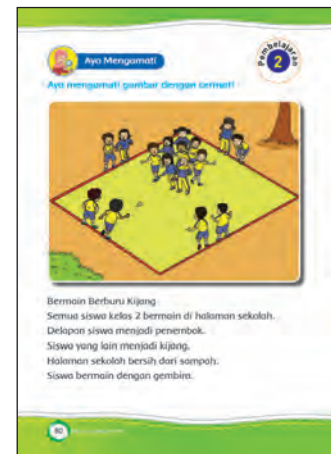 Ayo Mengamati
Pembelajaran
2
Ayo mengamati gambar dengan cermat!
Bermain Berburu Kijang
Semua siswa kelas 2 bermain di halaman sekolah.
Delapan siswa menjadi penembak.
Siswa yang lain menjadi kijang.
Halaman sekolah bersih dari sampah.
Siswa bermain dengan gembira.
80